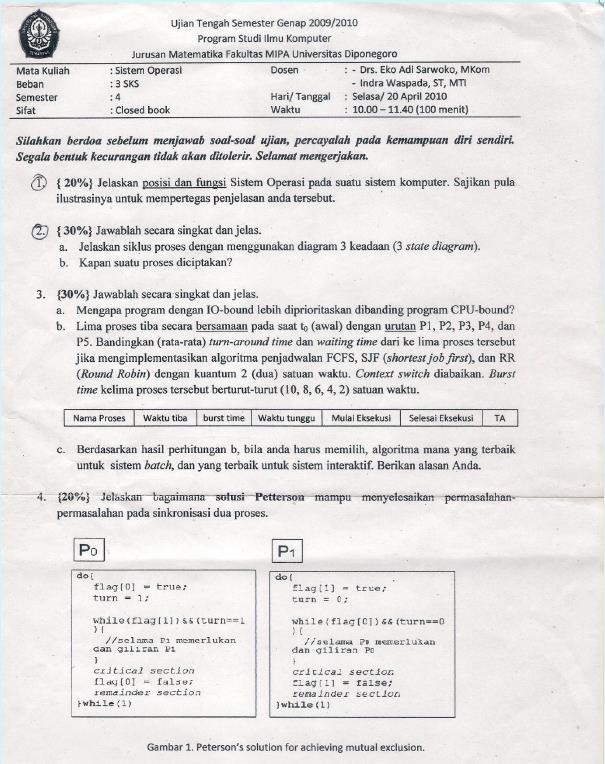 Ujian Tengah Semester Genap 2009/2010
Program Studi Ilmu Komputer
Jurusan Matematika Fakultas MIPA Universitas Diponegoro
Mata Kuliah : Sistem Operasi Dosen : - Drs. Eko Adi Sarwoko, MKom
Beban : 3 SKS - Indra Waspada, ST, MTI
Semester : 4 Hari/ Tanggal : Selasa/ 20 April 2010
Sifat : Closed book Waktu : 10.00 – 11.40 (100 menit)
Silahkan berdoa sebelum menjawab soal-soal ujian, percayalah pada kemampuan diri sendiri.
Segala bentuk kecurangan tidak akan ditolerir. Selamat mengerjakan.
1. { 20%} Jelaskan posisi dan fungsi Sistem Operasi pada suatu sistem komputer. Sajikan pula
ilustrasinya untuk mempertegas penjelasan anda tersebut.
2. {30%} Jawablah secara singkat dan jelas.
a. Jelaskan siklus proses dengan menggunakan diagram 3 keadaan (3 state diagram).
b. Kapan suatu proses diciptakan?
3. {30%} Jawablah secara singkat dan jelas.
a. Mengapa program dengan IO-bound lebih diprioritaskan dibanding program CPU-bound?
b. Lima proses tiba secara bersamaan pada saat t0 (awal) dengan urutan P1, P2, P3, P4, dan
P5. Bandingkan (rata-rata) turn-around time dan waiting time dari ke lima proses tersebut
jika mengimplementasikan algoritma penjadwalan FCFS, SJF (shortest job first), dan RR
(Round Robin) dengan kuantum 2 (dua) satuan waktu. Context switch diabaikan. Burst
time kelima proses tersebut berturut-turut (10, 8, 6, 4, 2) satuan waktu.
Nama Proses Waktu tiba burst time Waktu tunggu Mulai Eksekusi Selesai Eksekusi TA
c. Berdasarkan hasil perhitungan b, bila anda harus memilih, algoritma mana yang terbaik
untuk sistem batch, dan yang terbaik untuk sistem interaktif. Berikan alasan Anda.
4. {20%} Jelaskan bagaimana solusi Petterson mampu menyelesaikan permasalahan-
permasalahan pada sinkronisasi dua proses.
P0
do{
flag[0] = true;
turn = 1;
while(flag[1])&&(turn==1
){
//selama P1 memerlukan
dan giliran P1
}
critical section
flag[0] = false;
remainder section
}while(1)
P1
do{
flag[1] = true;
turn = 0;
while(flag[0])&&(turn==0
){
//selama P0 memerlukan
dan giliran P0
}
critical section
flag[1] = false;
remainder section
}while(1)
Gambar 1. Peterson's solution for achieving mutual exclusion.